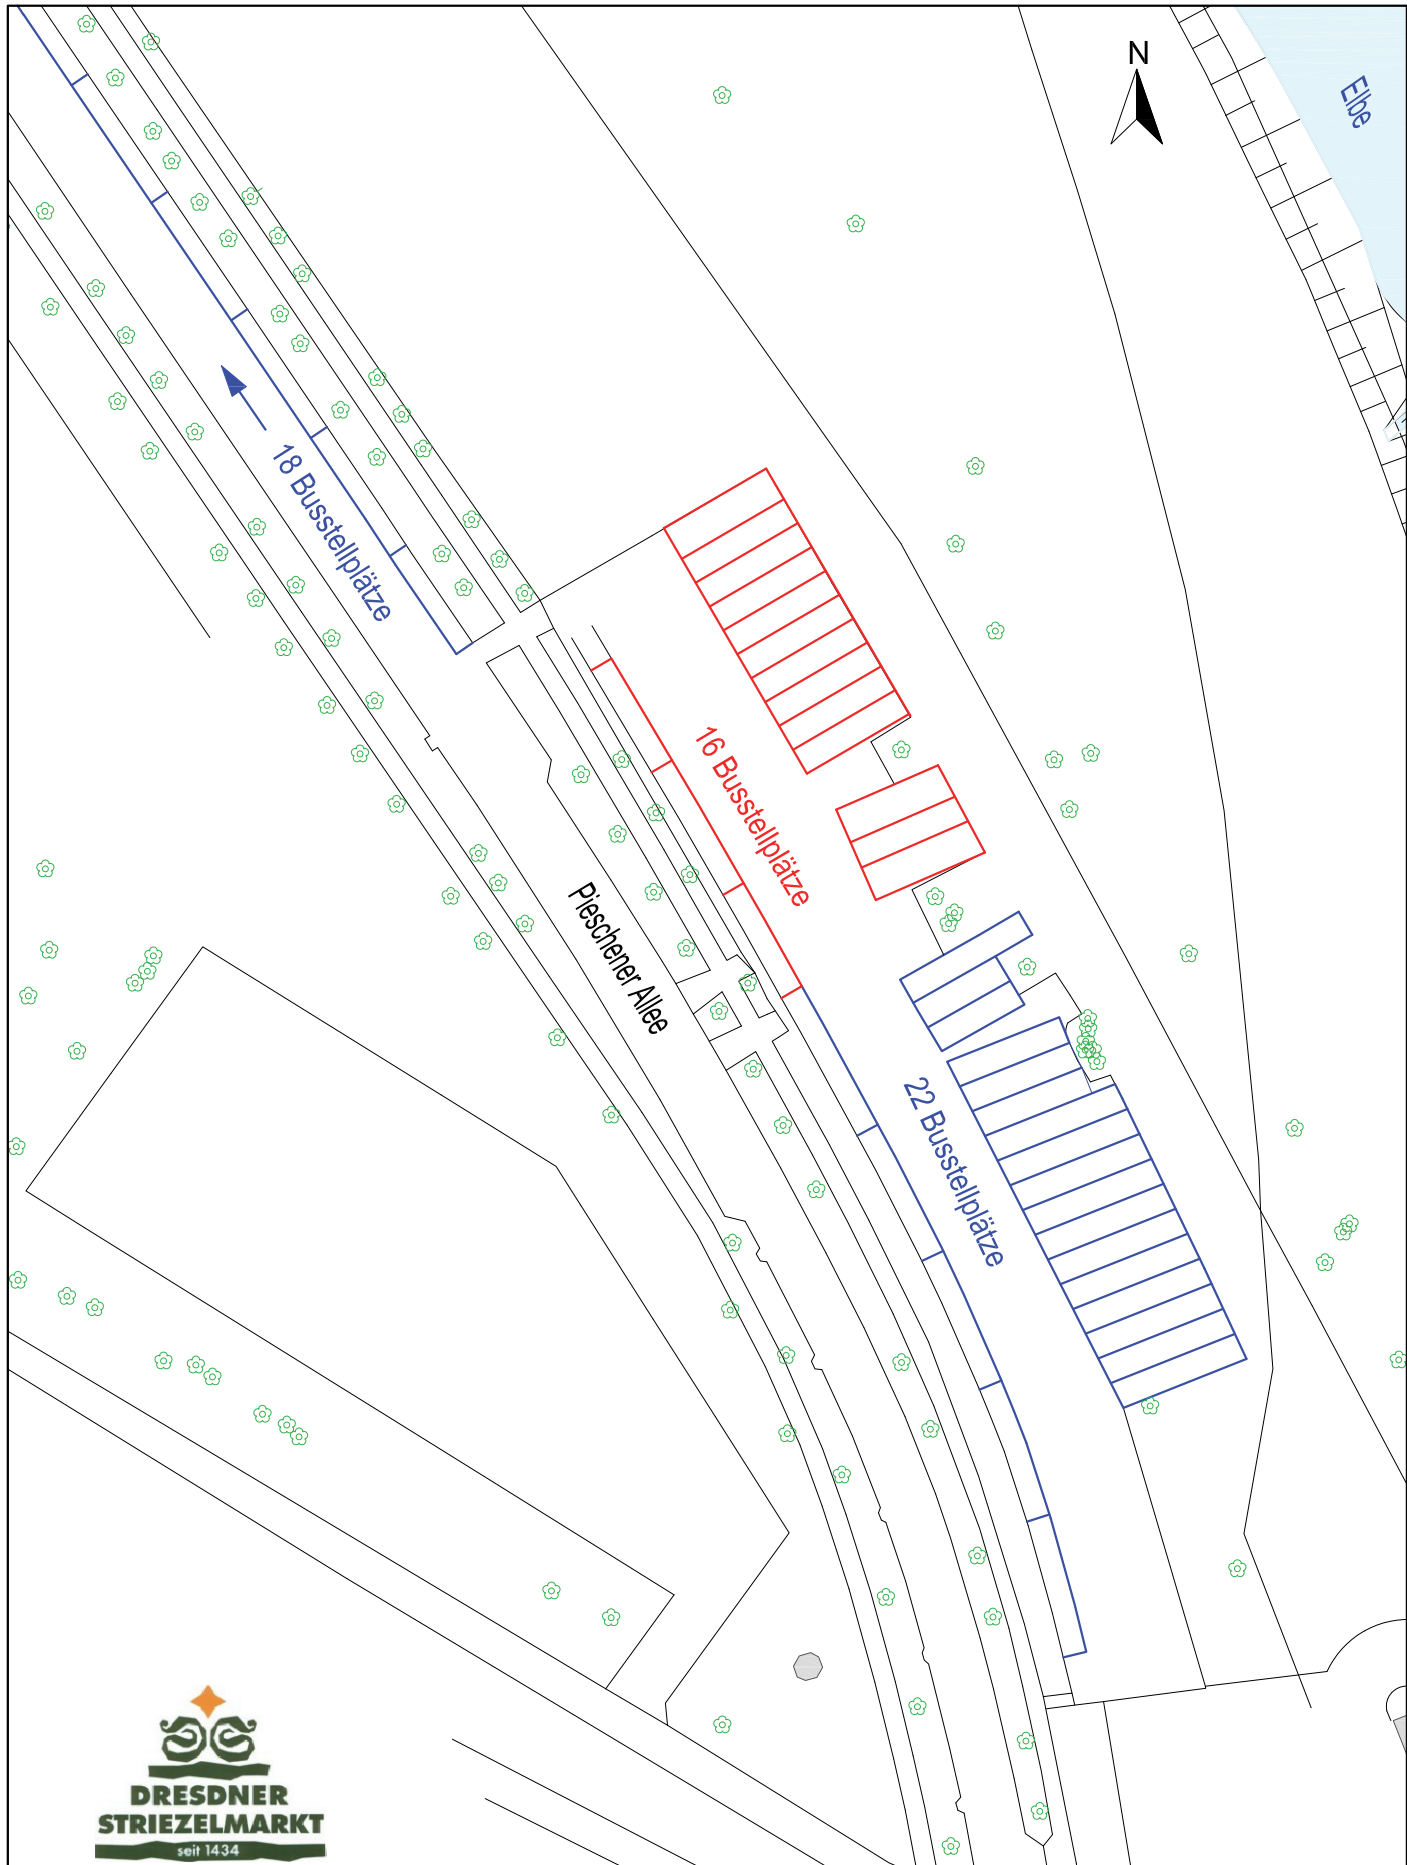 N
Elbe
18 Busstellplätze
16 Busstellplätze
Pieschener Allee
22 Busstellplätze
DRESDNER
STRIEZELMARKT
seit 1434